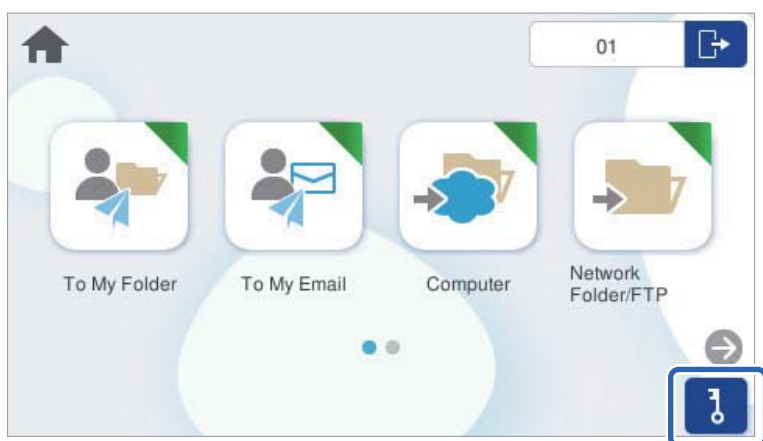 01
To My Folder
To My Email
Computer
Network
Folder/FTP